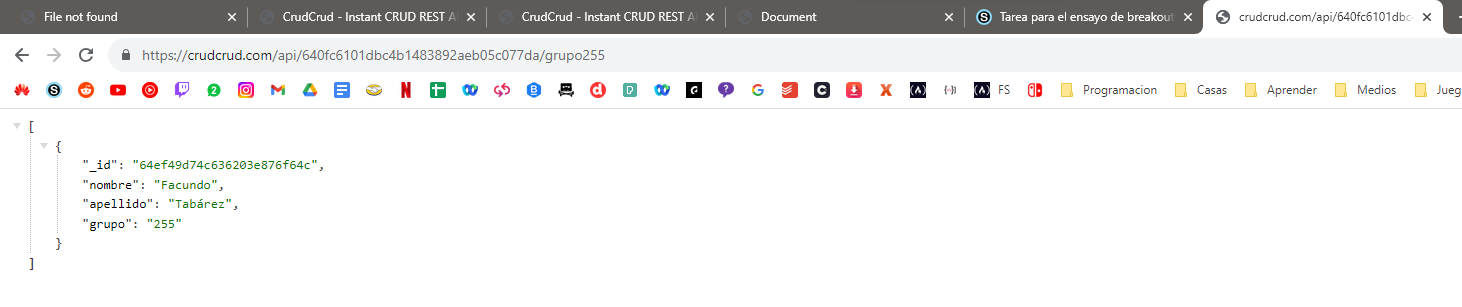 File not found
CrudCrud - Instant CRUD REST A
CrudCrud - Instant CRUD REST A
Document
Tarea para el ensayo de breakout
crudcrud.com/api/640fc6101dbc
https://crudcrud.com/api/640fc6101dbc4b1483892aeb05c077da/grupo255
FS Programacion Casas Aprender Medios Jueg
[
{
"_id": "64ef49d74c636203e876f64c",
"nombre": "Facundo",
"apellido": "Tabárez",
"grupo": "255"
}
]